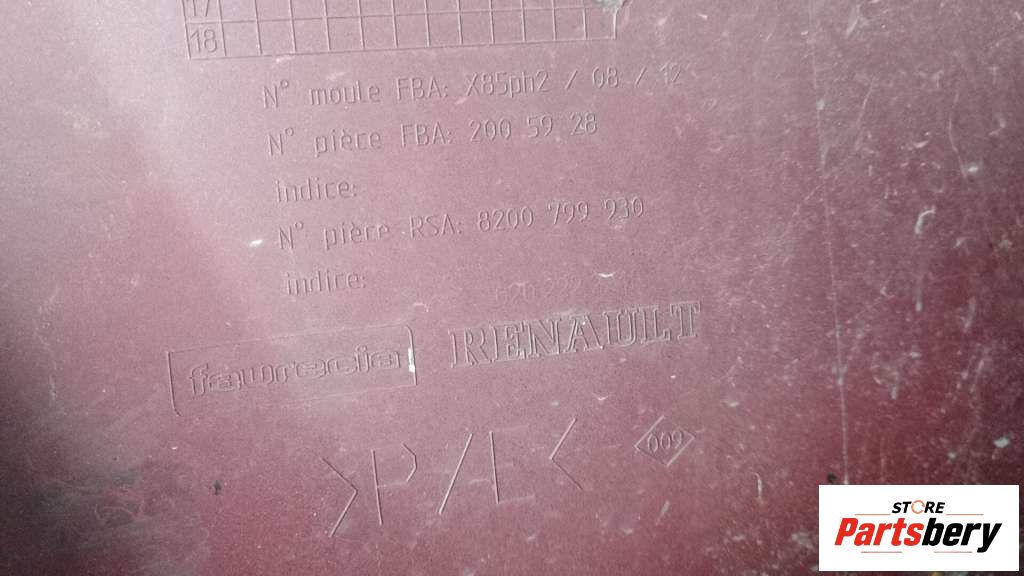 17
18
N° moule FBA: X85ph2 / 08 / 12
N° pièce FBA: 200 59 28
indice:
N° pièce RSA: 8200 799 930
indice:
faurecia RENAULT
>P/E<
009
STORE
Partsbery